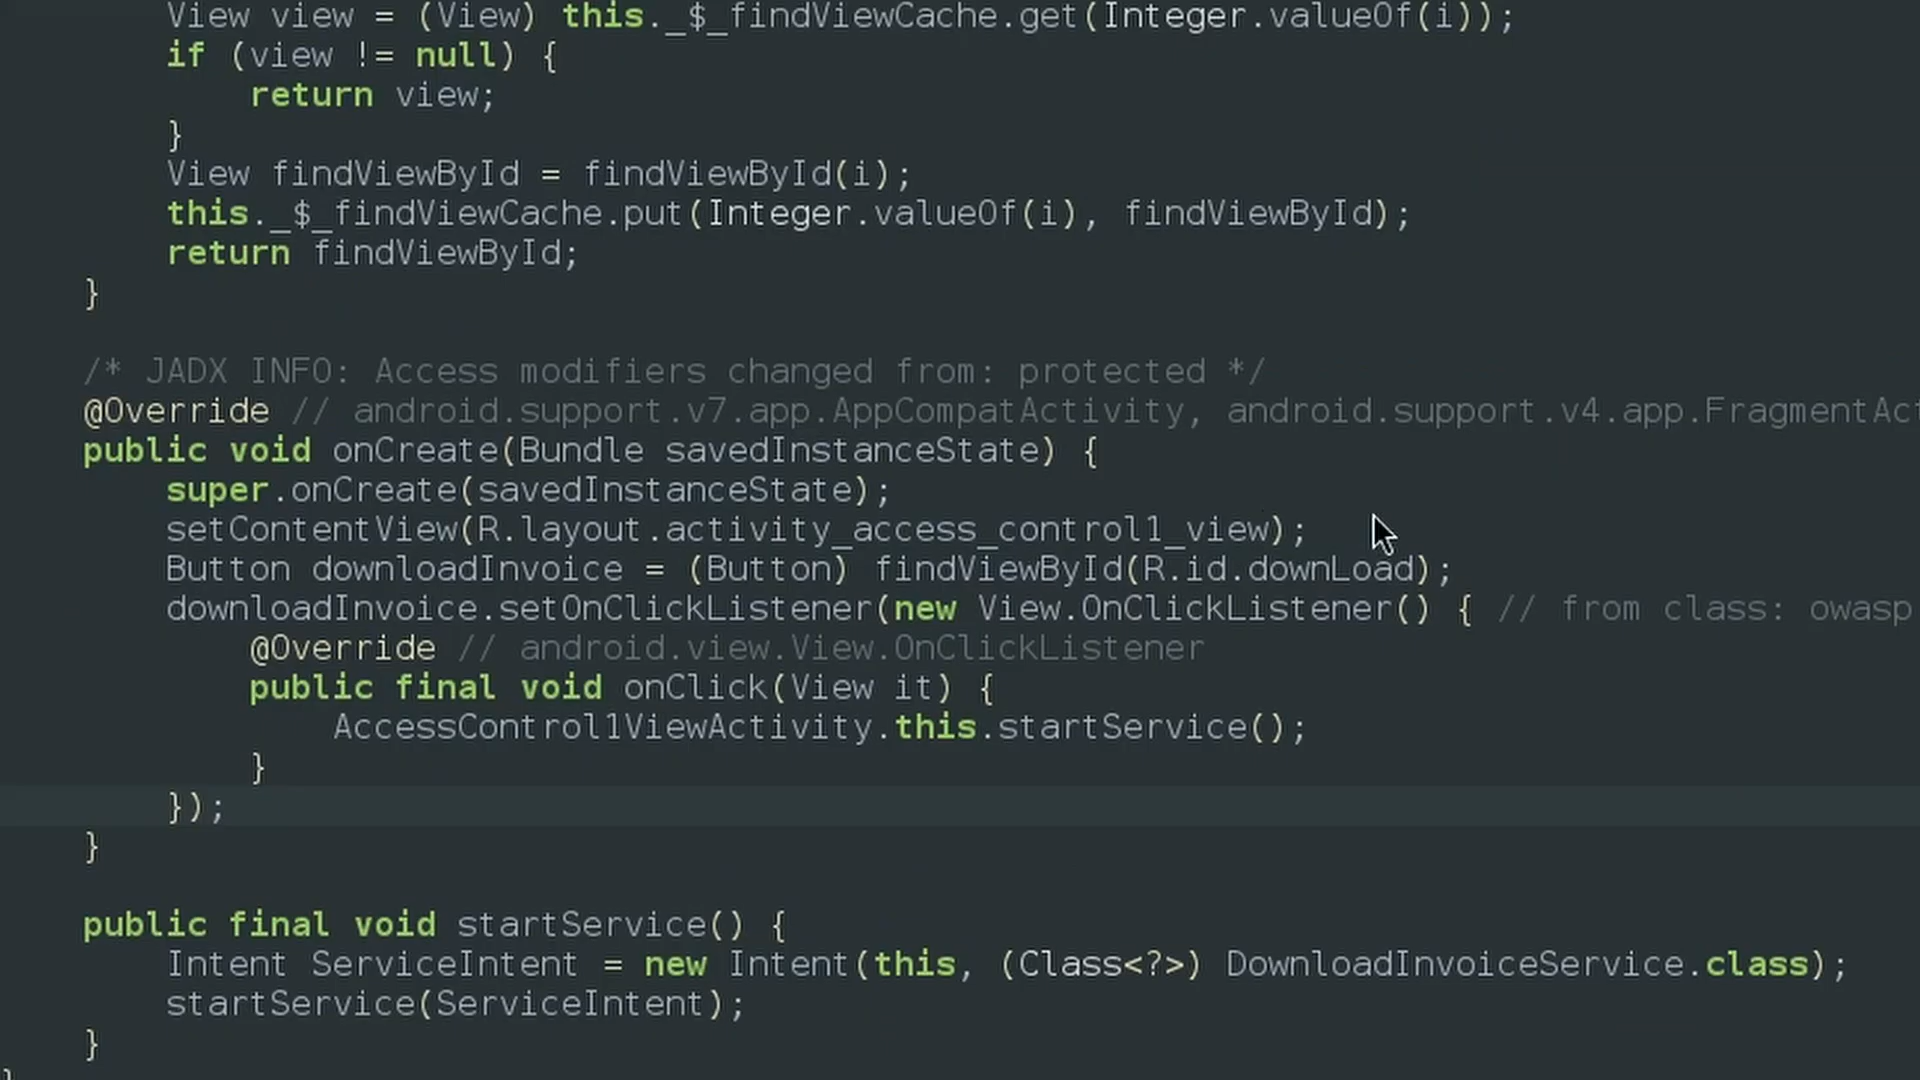 View view = (View) this._$_findViewCache.get(Integer.valueOf(i));
if (view != null) {
return view;
}
View findViewById = findViewById(i);
this._$_findViewCache.put(Integer.valueOf(i), findViewById);
return findViewById;
}
/* JADX INFO: Access modifiers changed from: protected */
@Override // android.support.v7.app.AppCompatActivity, android.support.v4.app.FragmentAct
public void onCreate(Bundle savedInstanceState) {
super.onCreate(savedInstanceState);
setContentView(R.layout.activity_access_control1_view);
Button downloadInvoice = (Button) findViewById(R.id.downLoad);
downloadInvoice.setOnClickListener(new View.OnClickListener() { // from class: owasp
@Override // android.view.View.OnClickListener
public final void onClick(View it) {
AccessControl1ViewActivity.this.startService();
}
});
}
public final void startService() {
Intent ServiceIntent = new Intent(this, (Class<?>) DownloadInvoiceService.class);
startService(ServiceIntent);
}
}